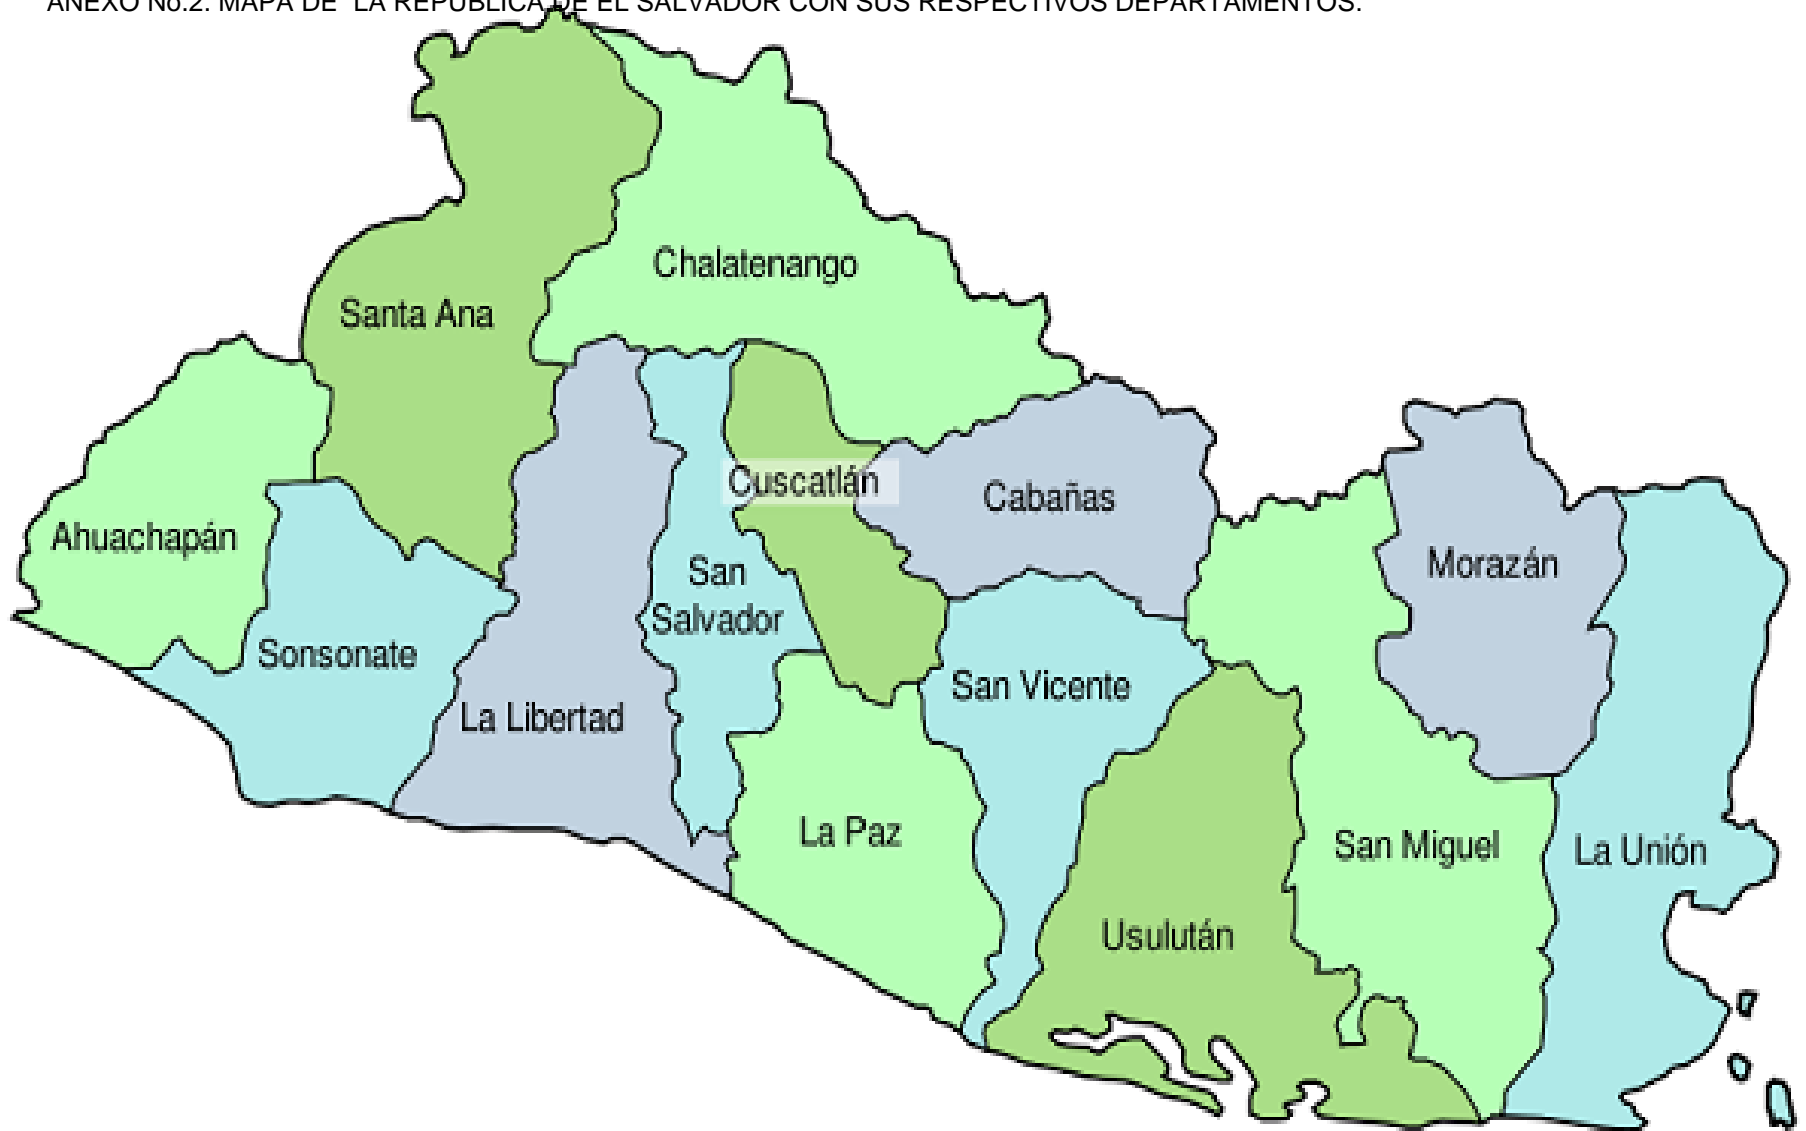 ANEXO No.2. MAPA DE LA REPUBLICA DE EL SALVADOR CON SUS RESPECTIVOS DEPARTAMENTOS.
Chalatenango
Santa Ana
Cuscatlán
Cabañas
Ahuachapán
Morazán
San
Salvador
Sonsonate
San Vicente
La Libertad
La Paz
San Miguel
La Unión
Usulután